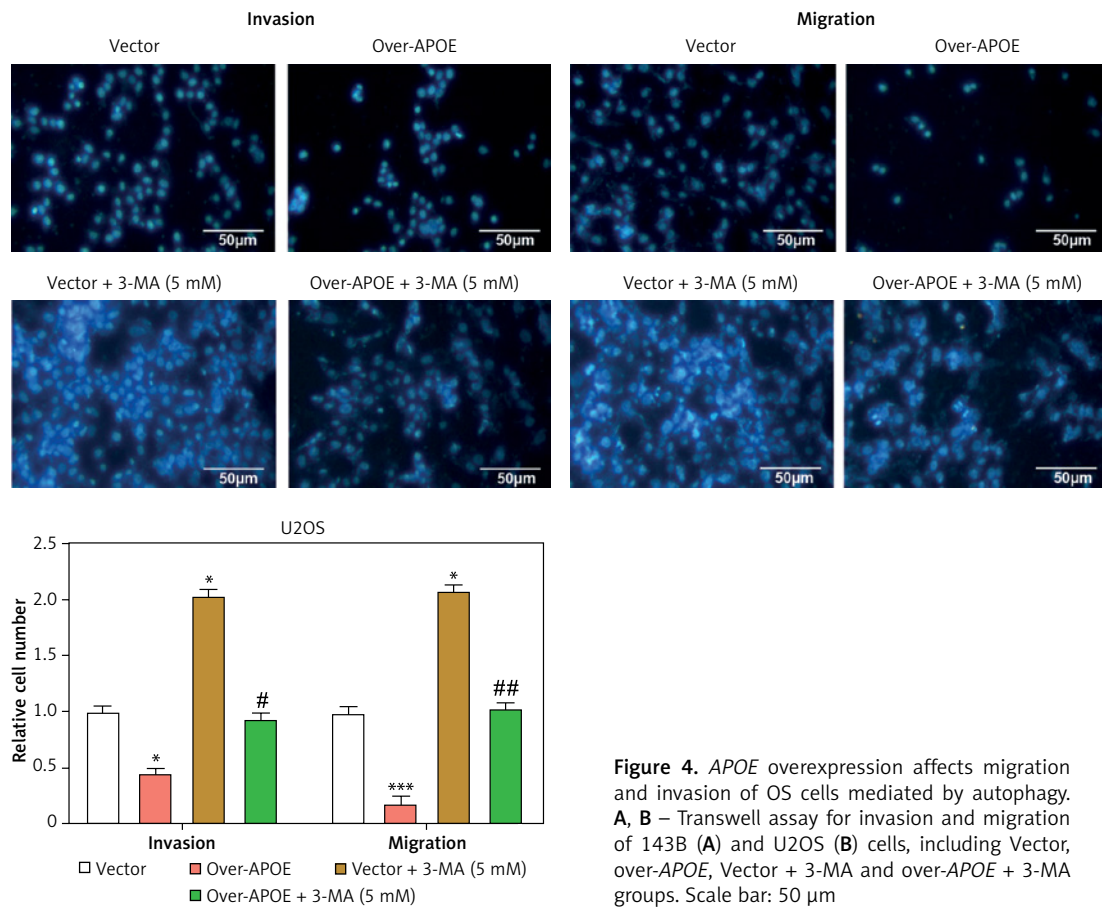 Invasion
Migration
Vector
Over-APOE
Vector
Over-APOE
50µm
50µm
50µm
50µm
Vector + 3-MA (5 mM)
Over-APOE + 3-MA (5 mM)
Vector + 3-MA (5 mM)
Over-APOE + 3-MA (5 mM)
50µm
50µm
50µm
50µm
U2OS
Relative cell number
2.5
2.0
1.5
1.0
0.5
0
*
*
#
***
*
##
Invasion
Migration
Vector
Over-APOE
Vector + 3-MA (5 mM)
Over-APOE + 3-MA (5 mM)
Figure 4. APOE overexpression affects migration
and invasion of OS cells mediated by autophagy.
A, B – Transwell assay for invasion and migration
of 143B (A) and U2OS (B) cells, including Vector,
over-APOE, Vector + 3-MA and over-APOE + 3-MA
groups. Scale bar: 50 µm